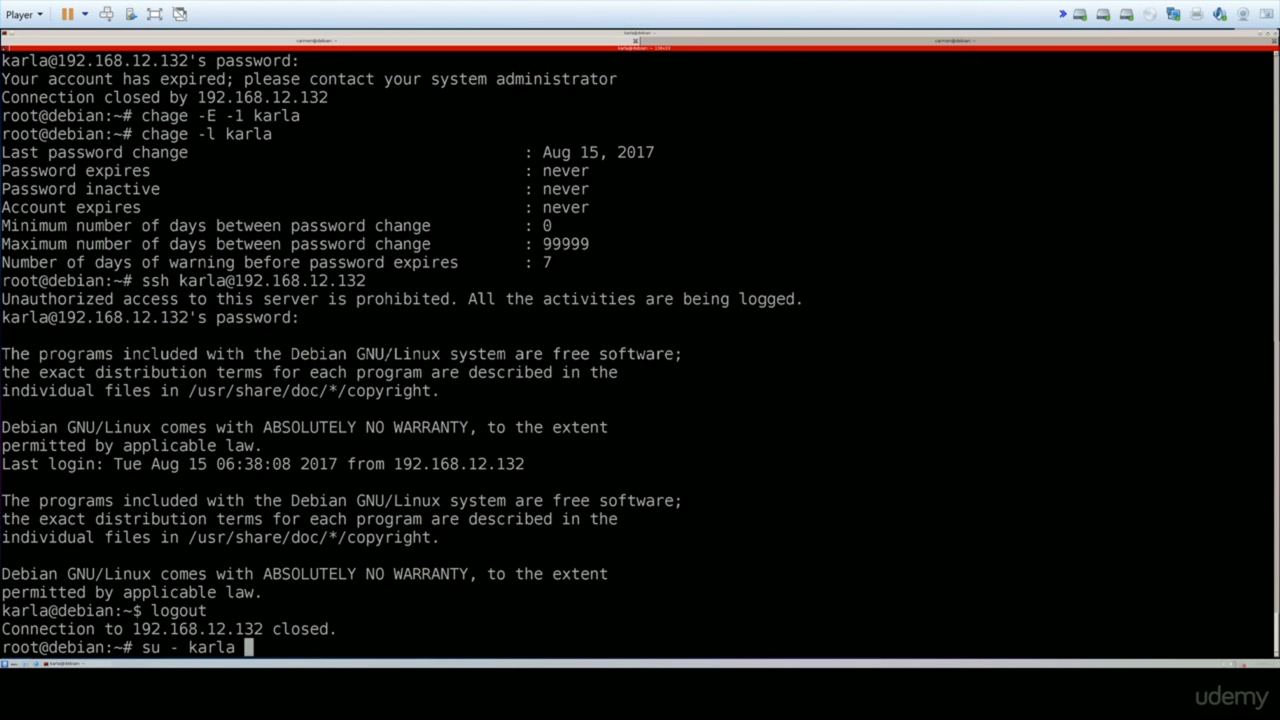 Player
karla@debian: ~
carmen@debian: ~
carmen@debian: ~
karla@192.168.12.132's password:
Your account has expired; please contact your system administrator
Connection closed by 192.168.12.132
root@debian:~# chage -E -1 karla
root@debian:~# chage -l karla
Last password change : Aug 15, 2017
Password expires : never
Password inactive : never
Account expires : never
Minimum number of days between password change : 0
Maximum number of days between password change : 99999
Number of days of warning before password expires : 7
root@debian:~# ssh karla@192.168.12.132
Unauthorized access to this server is prohibited. All the activities are being logged.
karla@192.168.12.132's password:
The programs included with the Debian GNU/Linux system are free software;
the exact distribution terms for each program are described in the
individual files in /usr/share/doc/*/copyright.
Debian GNU/Linux comes with ABSOLUTELY NO WARRANTY, to the extent
permitted by applicable law.
Last login: Tue Aug 15 06:38:08 2017 from 192.168.12.132
The programs included with the Debian GNU/Linux system are free software;
the exact distribution terms for each program are described in the
individual files in /usr/share/doc/*/copyright.
Debian GNU/Linux comes with ABSOLUTELY NO WARRANTY, to the extent
permitted by applicable law.
karla@debian:~$ logout
Connection to 192.168.12.132 closed.
root@debian:~# su - karla
karla@debian: ~
udemy